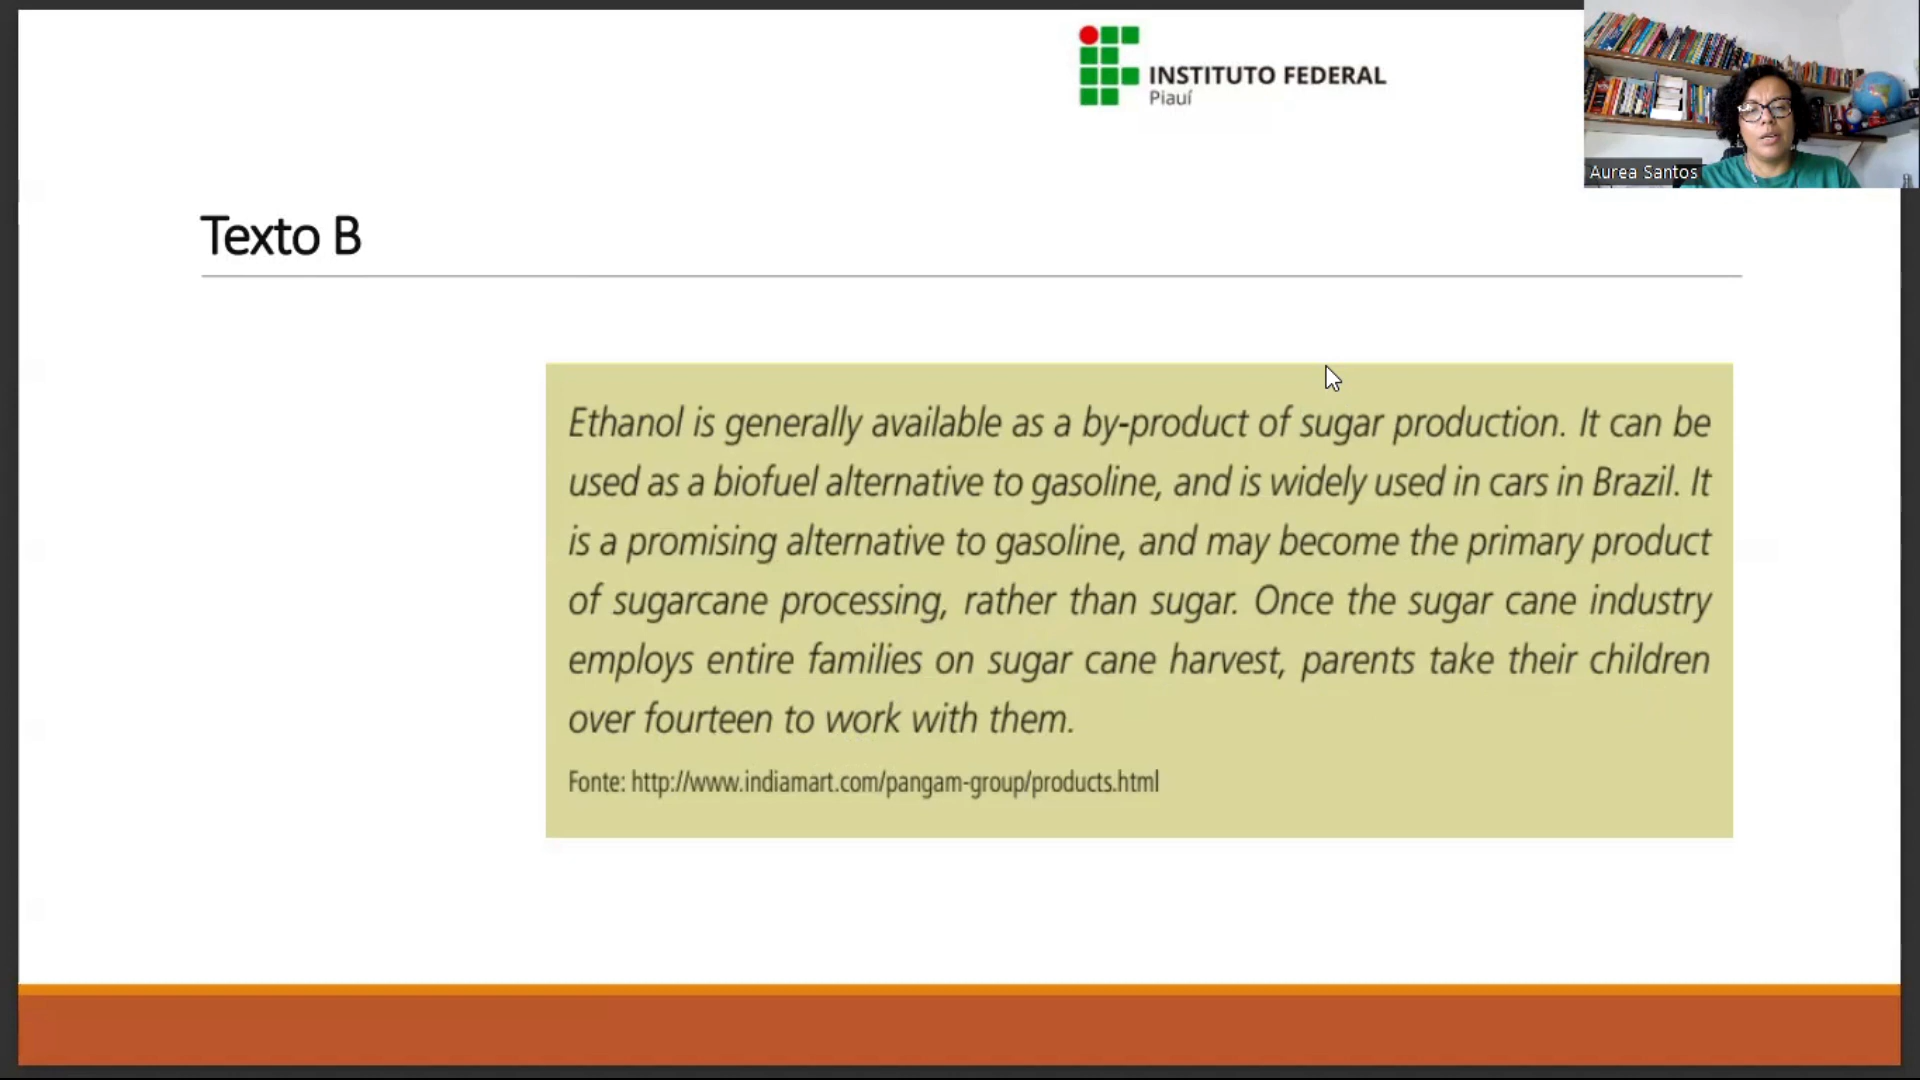 INSTITUTO FEDERAL
Piauí
Aurea Santos
Texto B
Ethanol is generally available as a by-product of sugar production. It can be
used as a biofuel alternative to gasoline, and is widely used in cars in Brazil. It
is a promising alternative to gasoline, and may become the primary product
of sugarcane processing, rather than sugar. Once the sugar cane industry
employs entire families on sugar cane harvest, parents take their children
over fourteen to work with them.
Fonte: http://www.indiamart.com/pangam-group/products.html